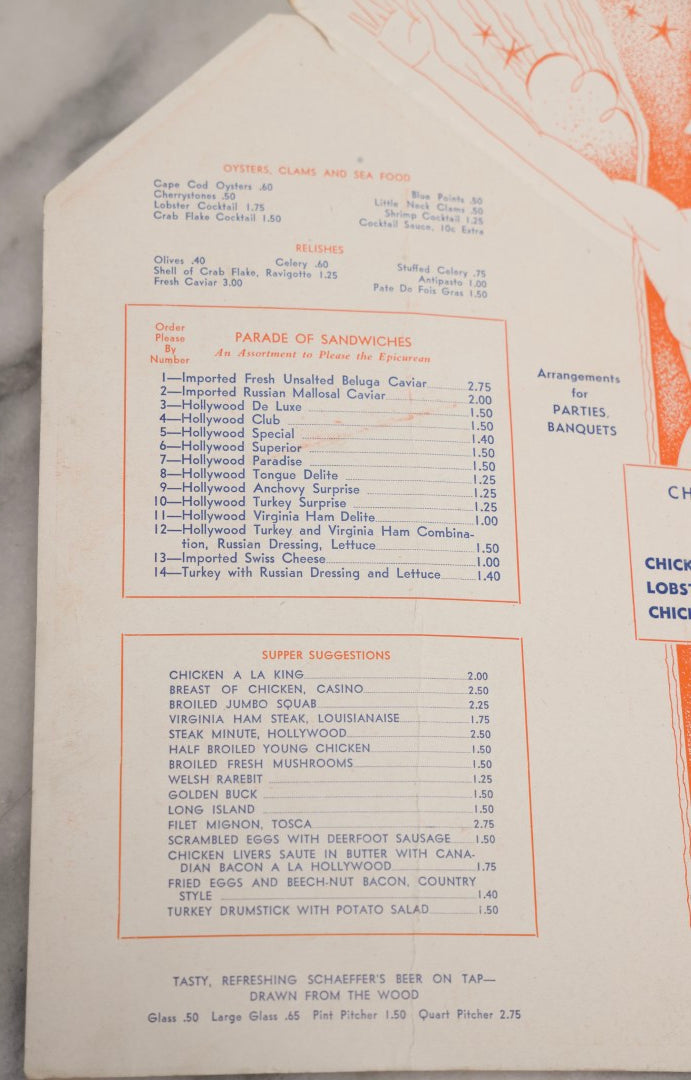 OYSTERS, CLAMS AND SEA FOOD
Cape Cod Oysters .60
Cherrystones .50
Lobster Cocktail 1.75
Crab Flake Cocktail 1.50
Blue Points .50
Little Neck Clams .50
Shrimp Cocktail 1.25
Cocktail Sauce, 10c Extra
RELISHES
Olives .40 Celery .60
Shell of Crab Flake, Ravigotte 1.25
Fresh Caviar 3.00
Stuffed Celery .75
Antipasto 1.00
Pate De Fois Gras 1.50
Order
Please
By
Number
PARADE OF SANDWICHES
An Assortment to Please the Epicurean
1—Imported Fresh Unsalted Beluga Caviar 2.75
2—Imported Russian Mallosal Caviar 2.00
3—Hollywood De Luxe 1.50
4—Hollywood Club 1.50
5—Hollywood Special 1.40
6—Hollywood Superior 1.50
7—Hollywood Paradise 1.50
8—Hollywood Tongue Delite 1.25
9—Hollywood Anchovy Surprise 1.25
10—Hollywood Turkey Surprise 1.25
11—Hollywood Virginia Ham Delite 1.00
12—Hollywood Turkey and Virginia Ham Combina-
tion, Russian Dressing, Lettuce 1.50
13—Imported Swiss Cheese 1.00
14—Turkey with Russian Dressing and Lettuce 1.40
Arrangements
for
PARTIES,
BANQUETS
CH
CHICK
LOBST
CHIC
SUPPER SUGGESTIONS
CHICKEN A LA KING 2.00
BREAST OF CHICKEN, CASINO 2.50
BROILED JUMBO SQUAB 2.25
VIRGINIA HAM STEAK, LOUISIANAISE 1.75
STEAK MINUTE, HOLLYWOOD 2.50
HALF BROILED YOUNG CHICKEN 1.50
BROILED FRESH MUSHROOMS 1.50
WELSH RAREBIT 1.25
GOLDEN BUCK 1.50
LONG ISLAND 1.50
FILET MIGNON, TOSCA 2.75
SCRAMBLED EGGS WITH DEERFOOT SAUSAGE 1.50
CHICKEN LIVERS SAUTE IN BUTTER WITH CANA-
DIAN BACON A LA HOLLYWOOD 1.75
FRIED EGGS AND BEECH-NUT BACON, COUNTRY
STYLE 1.40
TURKEY DRUMSTICK WITH POTATO SALAD 1.50
TASTY, REFRESHING SCHAEFFER'S BEER ON TAP—
DRAWN FROM THE WOOD
Glass .50 Large Glass .65 Pint Pitcher 1.50 Quart Pitcher 2.75